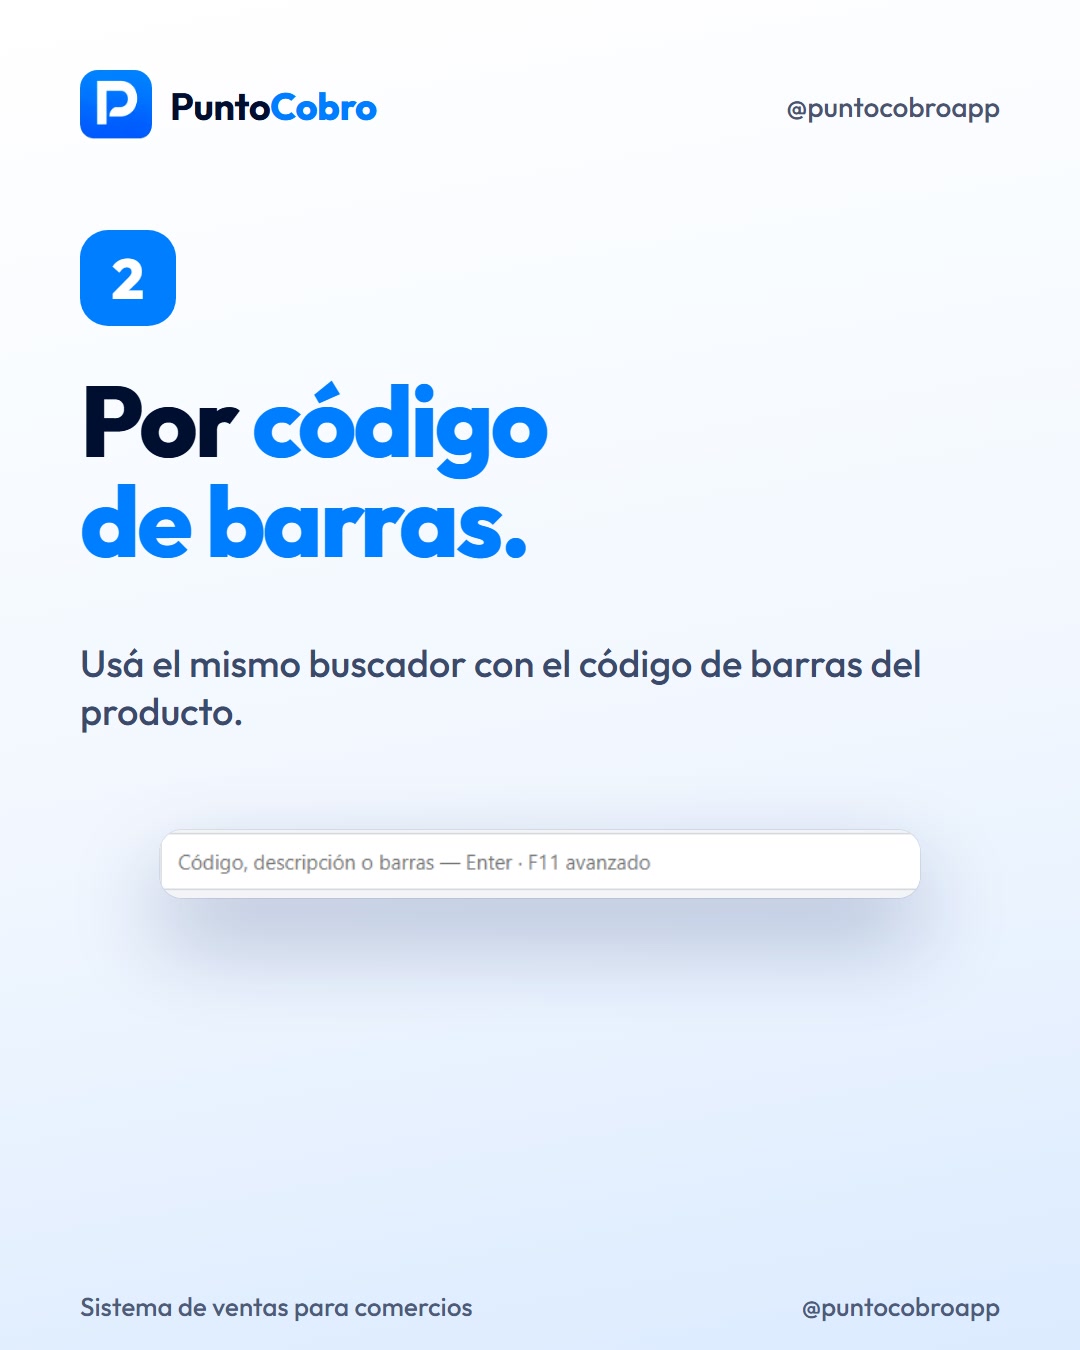 PuntoCobro
@puntocobroapp
2
Por código
de barras.
Usá el mismo buscador con el código de barras del
producto.
Código, descripción o barras — Enter · F11 avanzado
Sistema de ventas para comercios
@puntocobroapp